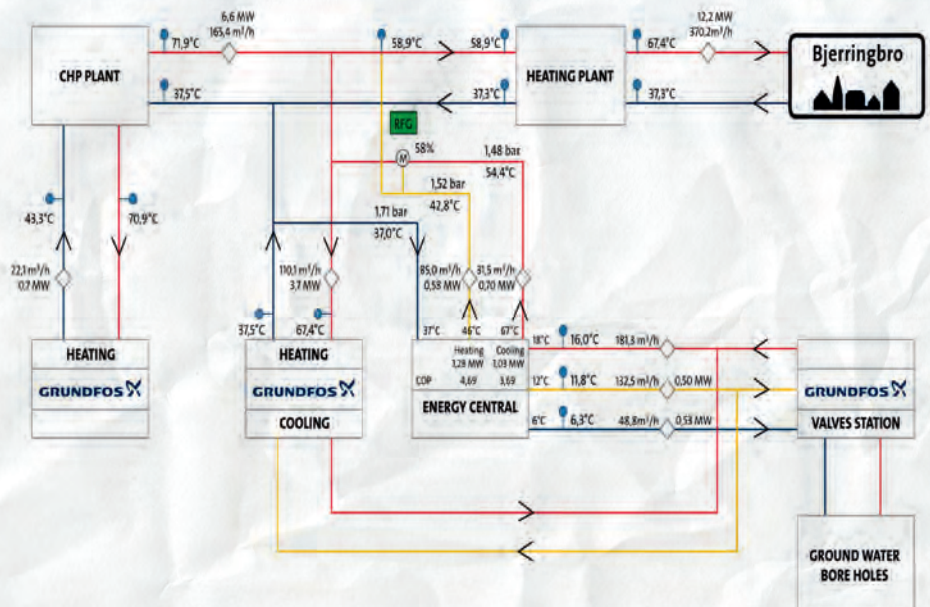 6,6 MW
165,4 m³/h
71,9°C
58,9°C
58,9°C
12,2 MW
370,2m³/h
67,4°C
CHP PLANT
HEATING PLANT
Bjerringbro
37,5°C
37,3°C
37,3°C
RFG
M
58%
1,48 bar
54,4°C
1,52 bar
42,8°C
1,71 bar
37,0°C
43,3°C
70,9°C
22,1 m³/h
0,7 MW
110,1 m³/h
3,7 MW
85,0 m³/h
0,58 MW
31,5 m³/h
0,70 MW
37,5°C
67,4°C
37°C
46°C
67°C
HEATING
GRUNDFOS
HEATING
GRUNDFOS
COOLING
Heating
1,28 MW
Cooling
1,03 MW
COP
4,69
3,69
ENERGY CENTRAL
18°C
16,0°C
181,3 m³/h
12°C
11,8°C
132,5 m³/h
0,50 MW
6°C
6,3°C
48,8m³/h
0,53 MW
GRUNDFOS
VALVES STATION
GROUND WATER
BORE HOLES